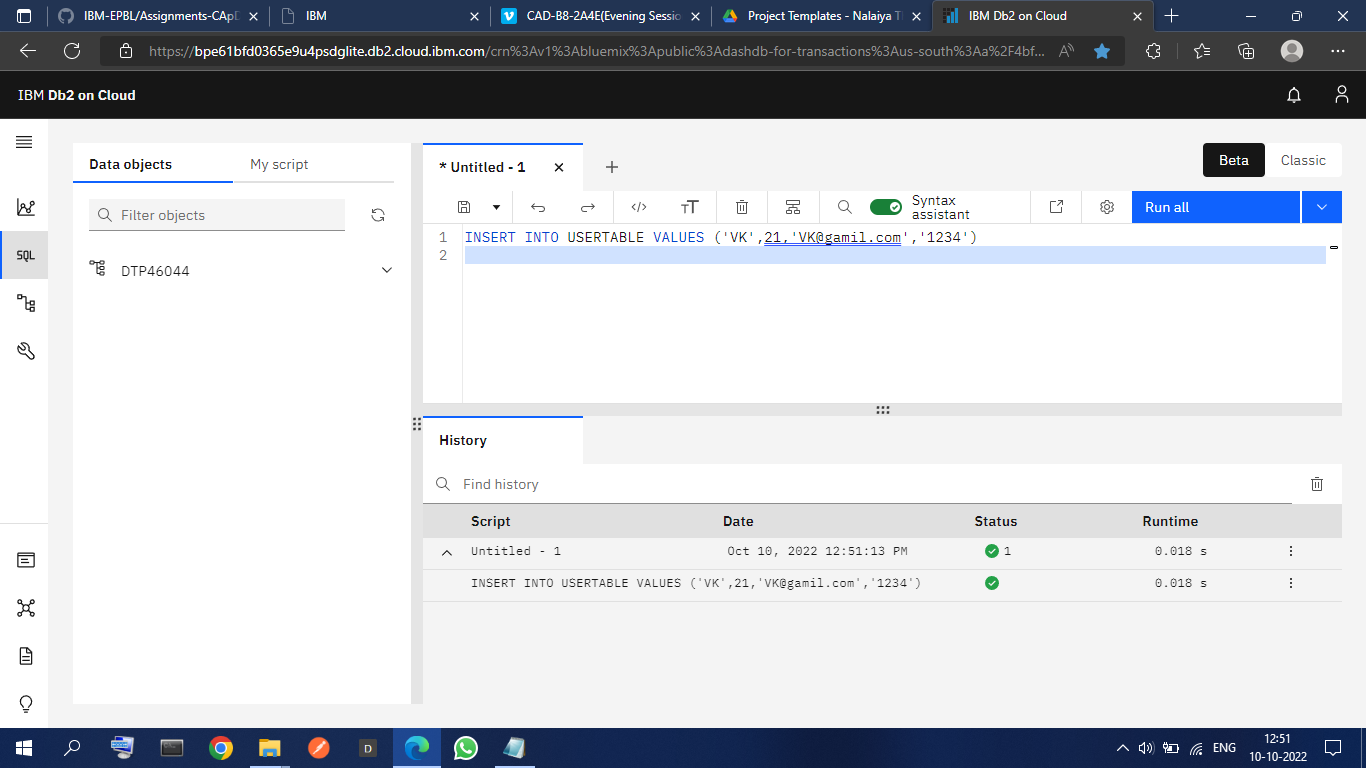 IBM-EPBL/Assignments-CApD
IBM
CAD-B8-2A4E(Evening Sessio
Project Templates - Nalaiya Th
IBM Db2 on Cloud
https://bpe61bfd0365e9u4psdglite.db2.cloud.ibm.com/crn%3Av1%3Abluemix%3Apublic%3Adashdb-for-transactions%3Aus-south%3Aa%2F4bf...
IBM Db2 on Cloud
Data objects
My script
* Untitled - 1
Beta
Classic
Filter objects
</>
TT
Syntax
assistant
Run all
1 INSERT INTO USERTABLE VALUES ('VK',21,'VK@gamil.com','1234')
2
SQL
DTP46044
History
Find history
Script Date Status Runtime
Untitled - 1 Oct 10, 2022 12:51:13 PM 1 0.018 s
INSERT INTO USERTABLE VALUES ('VK',21,'VK@gamil.com','1234') 0.018 s
D
ENG
12:51
10-10-2022